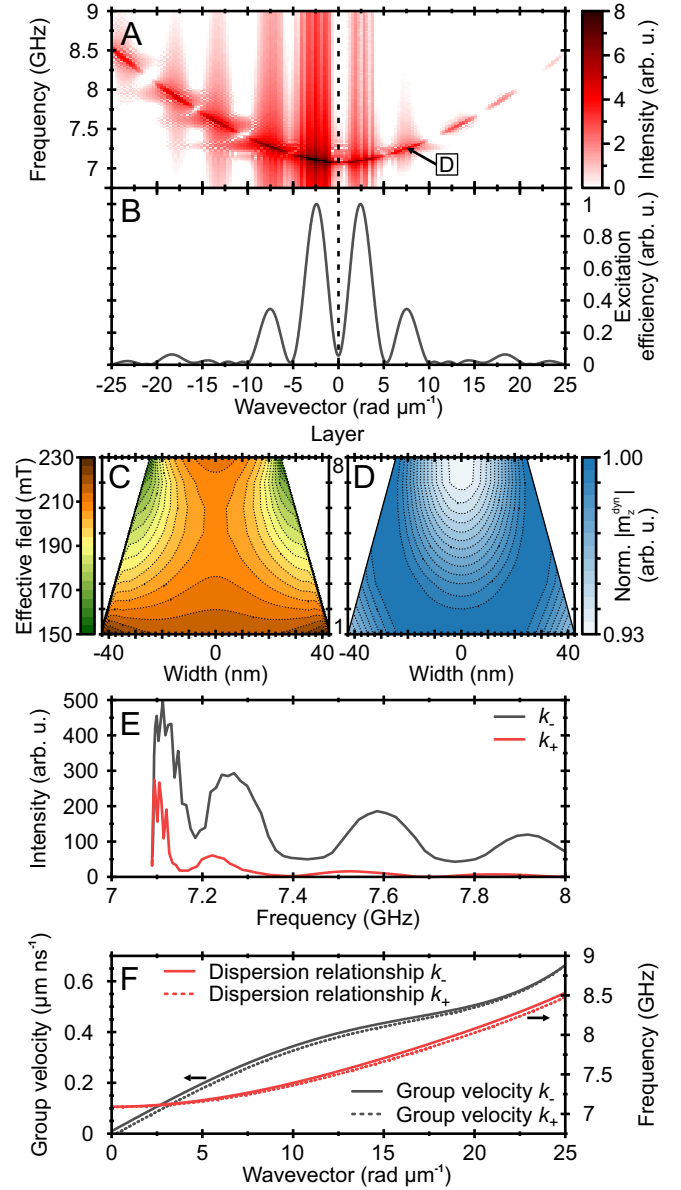 A
Frequency (GHz)
9
8.5
8
7.5
7
D
8
6
4
2
0
Intensity (arb. u.)
B
1
0.8
0.6
0.4
0.2
0
Excitation
efficiency (arb. u.)
-25 -20 -15 -10 -5 0 5 10 15 20 25
Wavevector (rad µm⁻¹)
Layer
Effective field (mT)
230
210
190
170
150
C
8
1
-40 0 40
Width (nm)
D
-40 0 40
Width (nm)
1.00
0.93
Norm. |m_z^dyn|
(arb. u.)
E
Intensity (arb. u.)
500
400
300
200
100
0
k₋
k₊
7 7.2 7.4 7.6 7.8 8
Frequency (GHz)
F
Group velocity (µm ns⁻¹)
0.6
0.4
0.2
0
Dispersion relationship k₋
Dispersion relationship k₊
Group velocity k₋
Group velocity k₊
9
8.5
8
7.5
7
Frequency (GHz)
0 5 10 15 20 25
Wavevector (rad µm⁻¹)